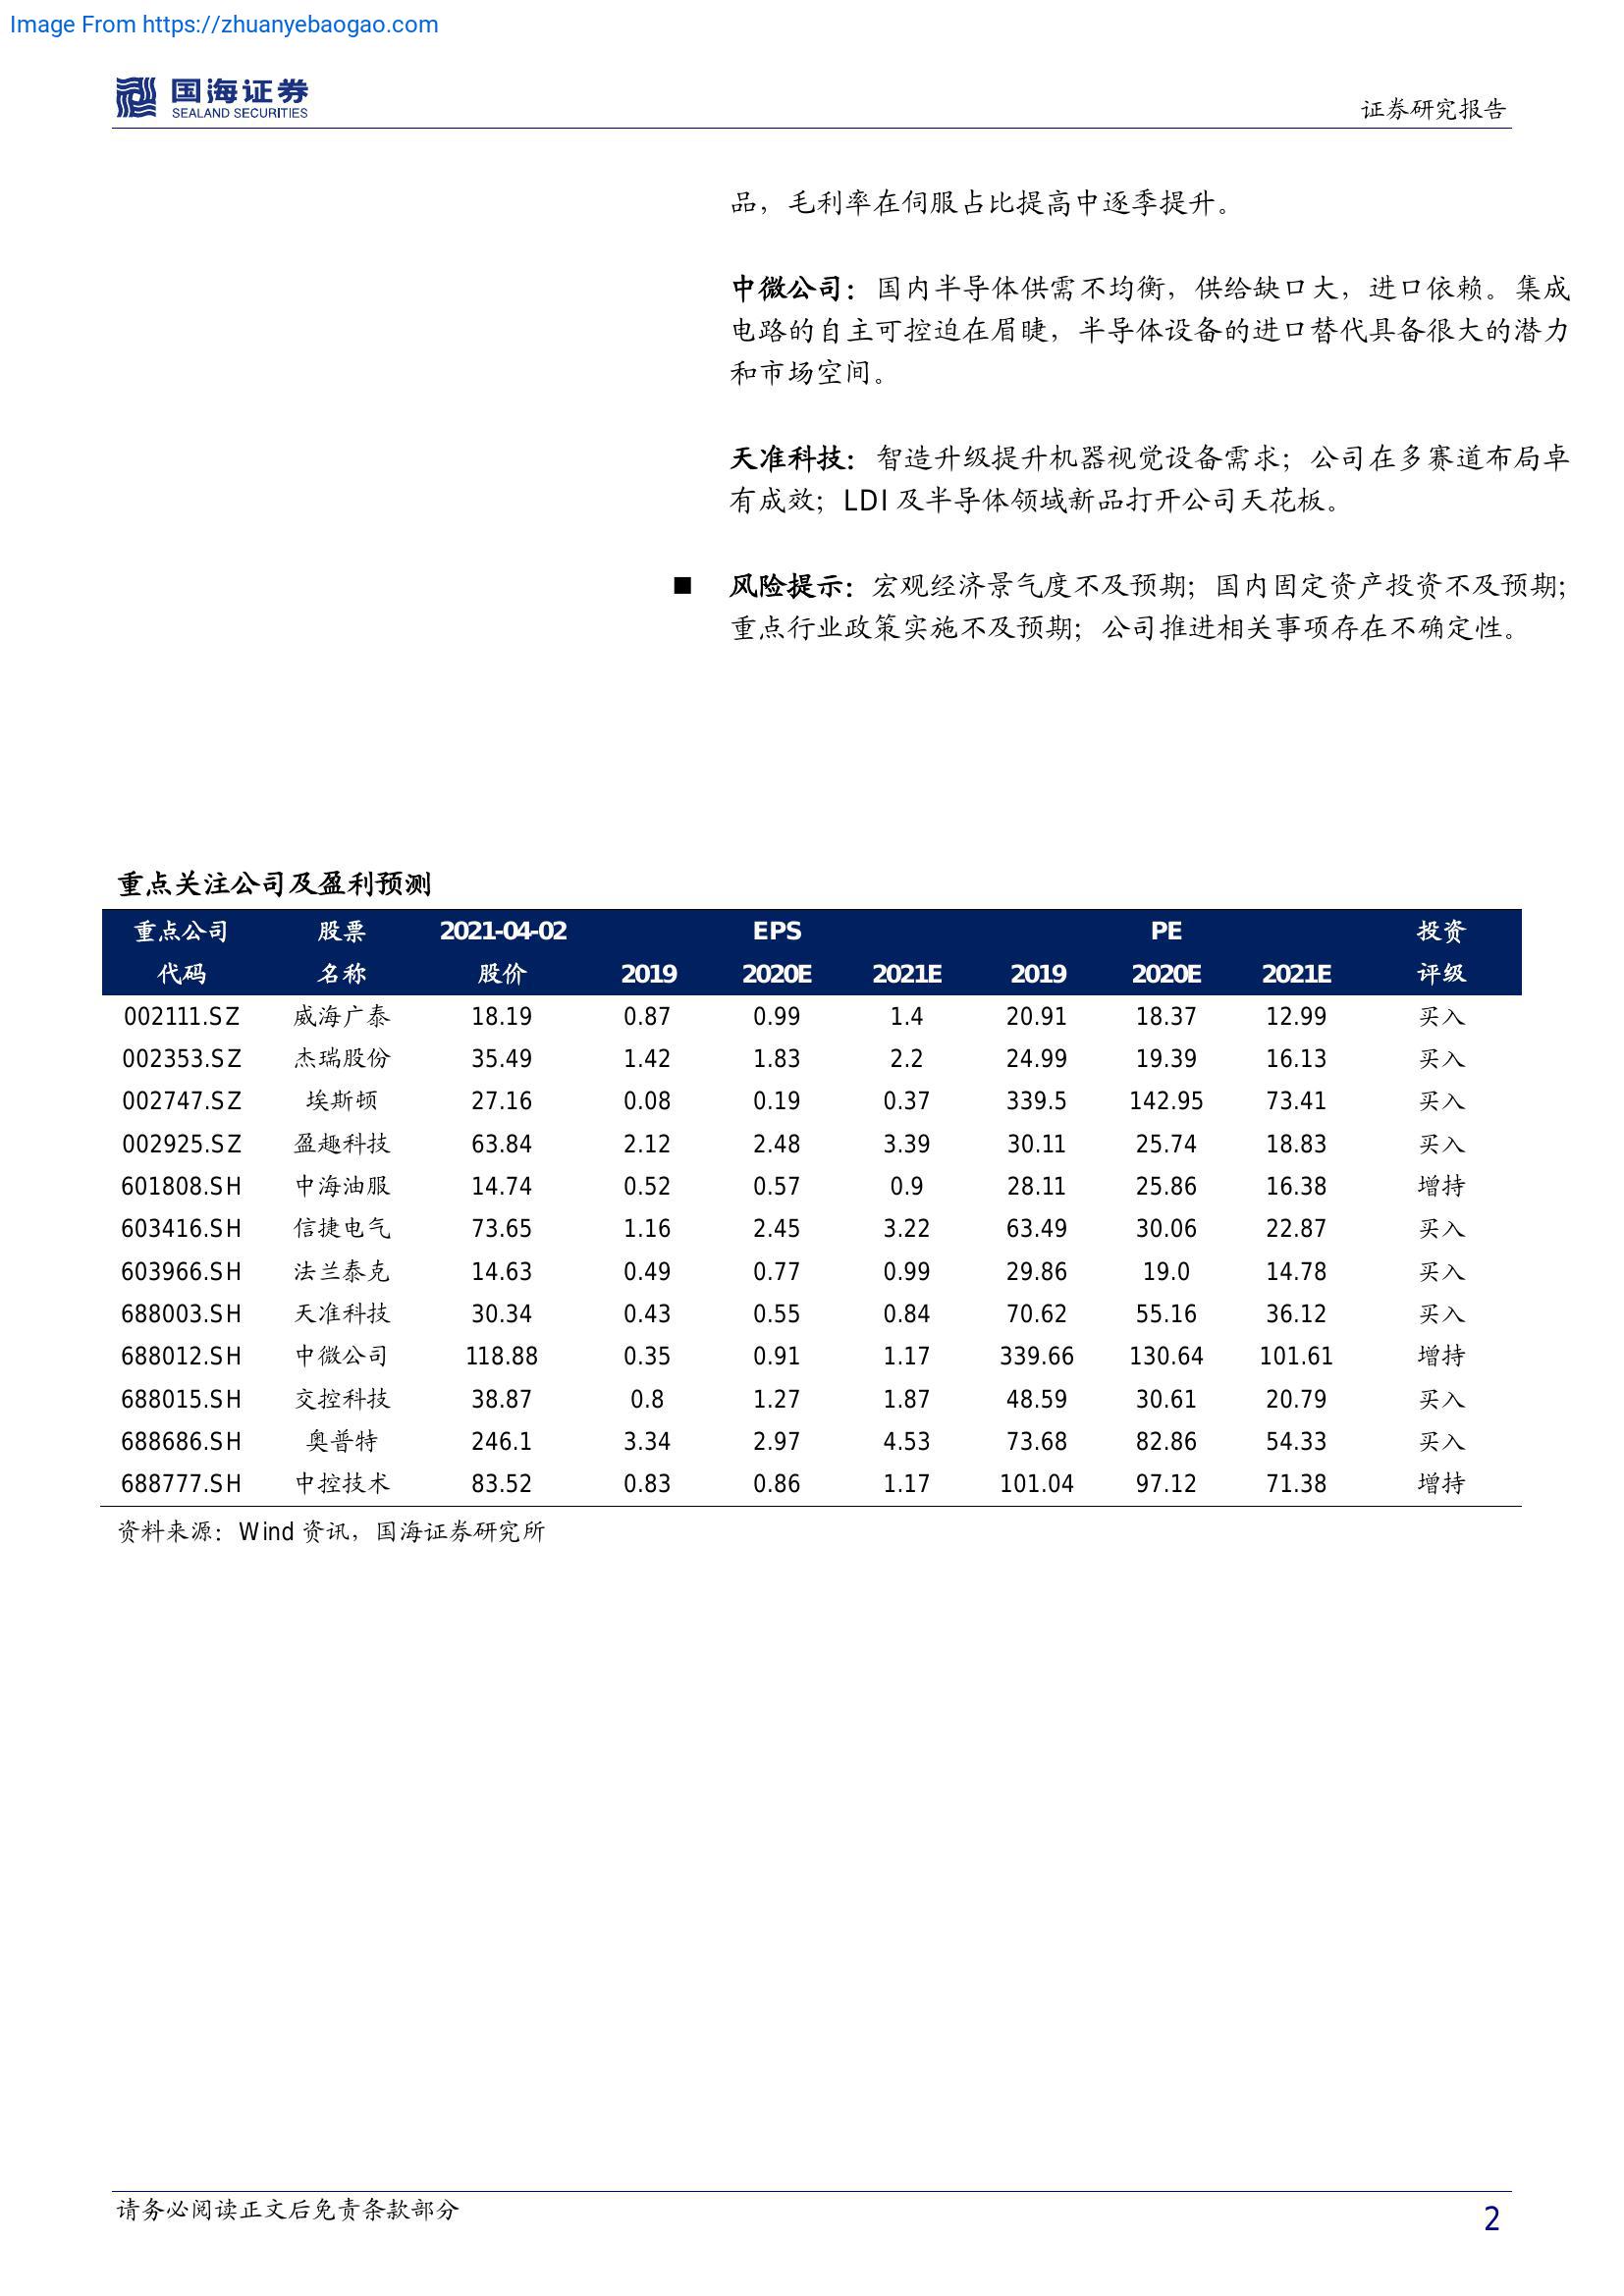 Image From https://zhuanyebaogao.com
国海证券
SEALAND SECURITIES
证券研究报告
品，毛利率在伺服占比提高中逐季提升。
中微公司：国内半导体供需不均衡，供给缺口大，进口依赖。集成
电路的自主可控迫在眉睫，半导体设备的进口替代具备很大的潜力
和市场空间。
天准科技：智造升级提升机器视觉设备需求；公司在多赛道布局卓
有成效；LDI 及半导体领域新品打开公司天花板。
■ 风险提示：宏观经济景气度不及预期；国内固定资产投资不及预期；
重点行业政策实施不及预期；公司推进相关事项存在不确定性。
重点关注公司及盈利预测
重点公司 股票 2021-04-02 EPS PE 投资
代码 名称 股价 2019 2020E 2021E 2019 2020E 2021E 评级
002111.SZ 威海广泰 18.19 0.87 0.99 1.4 20.91 18.37 12.99 买入
002353.SZ 杰瑞股份 35.49 1.42 1.83 2.2 24.99 19.39 16.13 买入
002747.SZ 埃斯顿 27.16 0.08 0.19 0.37 339.5 142.95 73.41 买入
002925.SZ 盈趣科技 63.84 2.12 2.48 3.39 30.11 25.74 18.83 买入
601808.SH 中海油服 14.74 0.52 0.57 0.9 28.11 25.86 16.38 增持
603416.SH 信捷电气 73.65 1.16 2.45 3.22 63.49 30.06 22.87 买入
603966.SH 法兰泰克 14.63 0.49 0.77 0.99 29.86 19.0 14.78 买入
688003.SH 天准科技 30.34 0.43 0.55 0.84 70.62 55.16 36.12 买入
688012.SH 中微公司 118.88 0.35 0.91 1.17 339.66 130.64 101.61 增持
688015.SH 交控科技 38.87 0.8 1.27 1.87 48.59 30.61 20.79 买入
688686.SH 奥普特 246.1 3.34 2.97 4.53 73.68 82.86 54.33 买入
688777.SH 中控技术 83.52 0.83 0.86 1.17 101.04 97.12 71.38 增持
资料来源：Wind 资讯，国海证券研究所
请务必阅读正文后免责条款部分
2